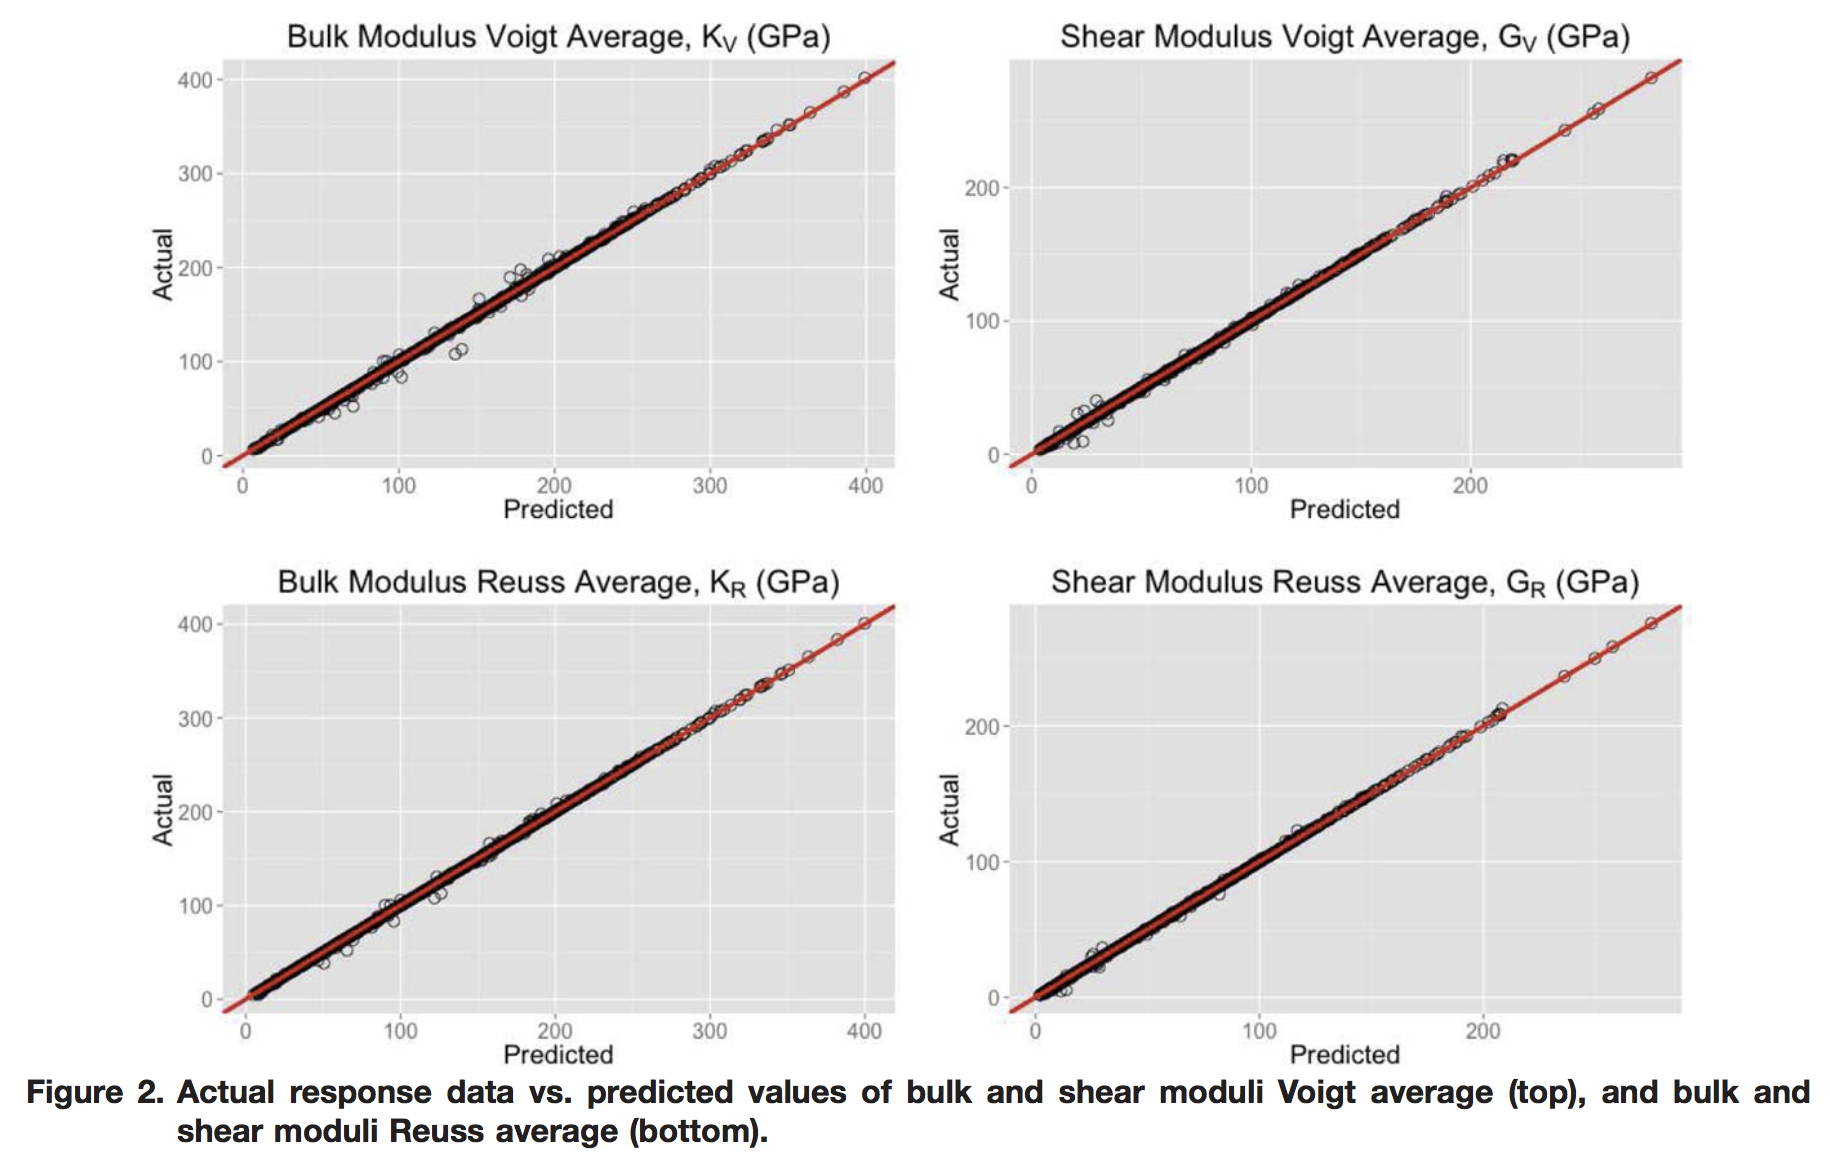 Bulk Modulus Voigt Average, KV (GPa)
Actual
400
300
200
100
0
0 100 200 300 400
Predicted
Shear Modulus Voigt Average, GV (GPa)
Actual
200
100
0
0 100 200
Predicted
Bulk Modulus Reuss Average, KR (GPa)
Actual
400
300
200
100
0
0 100 200 300 400
Predicted
Shear Modulus Reuss Average, GR (GPa)
Actual
200
100
0
0 100 200
Predicted
Figure 2. Actual response data vs. predicted values of bulk and shear moduli Voigt average (top), and bulk and
shear moduli Reuss average (bottom).